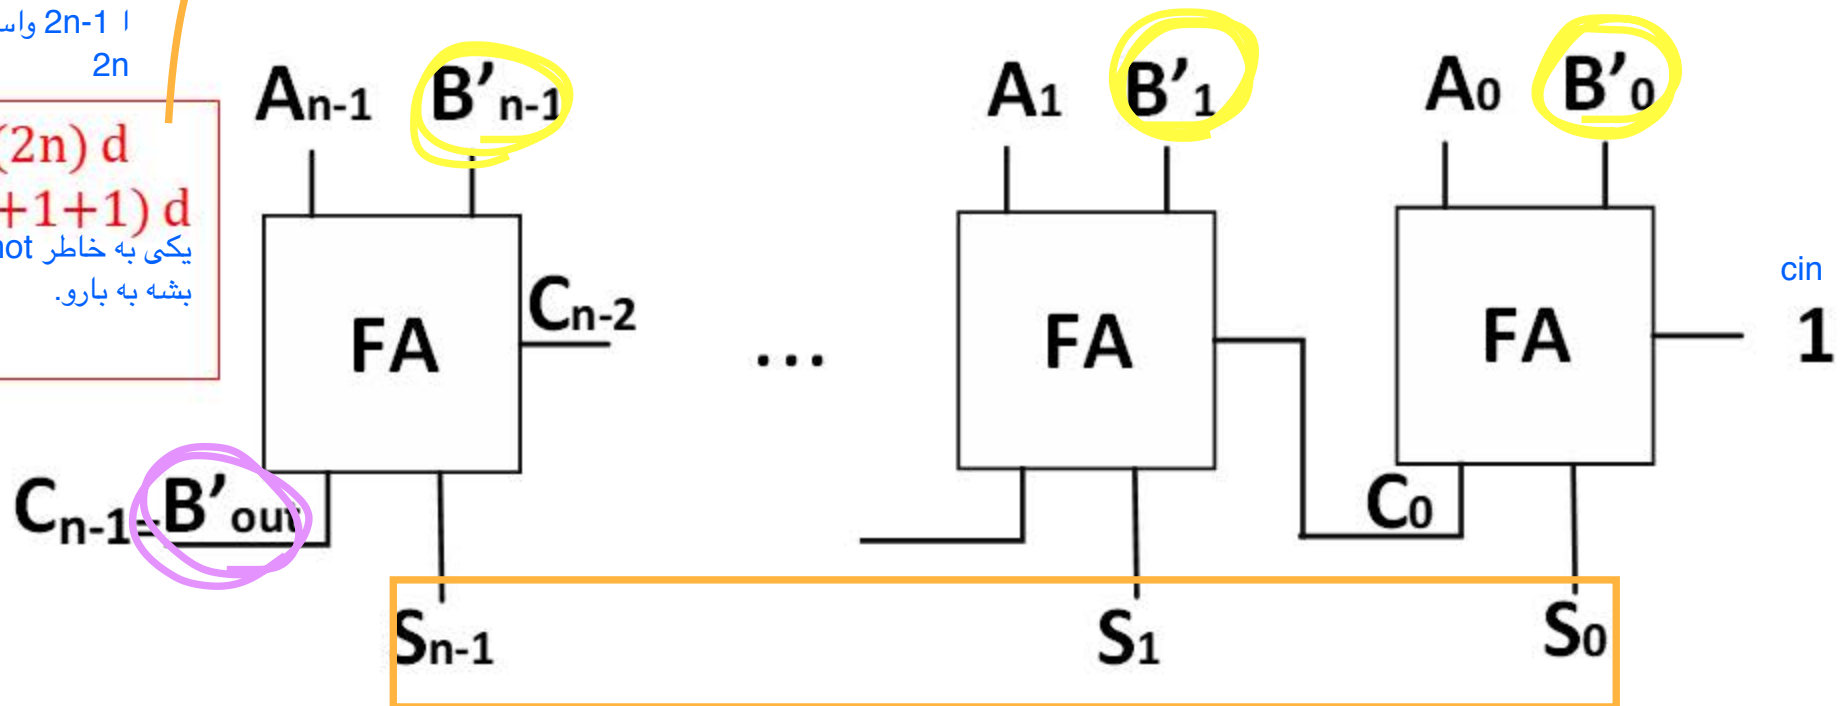 ا 2n-1 واس
2n
(2n) d
+1+1) d
یکی به خاطر not
بشه به بارو.
An-1 B'n-1
A1 B'1
A0 B'0
cin
FA
Cn-2
...
FA
FA
1
Cn-1=B'out
C0
Sn-1
S1
S0